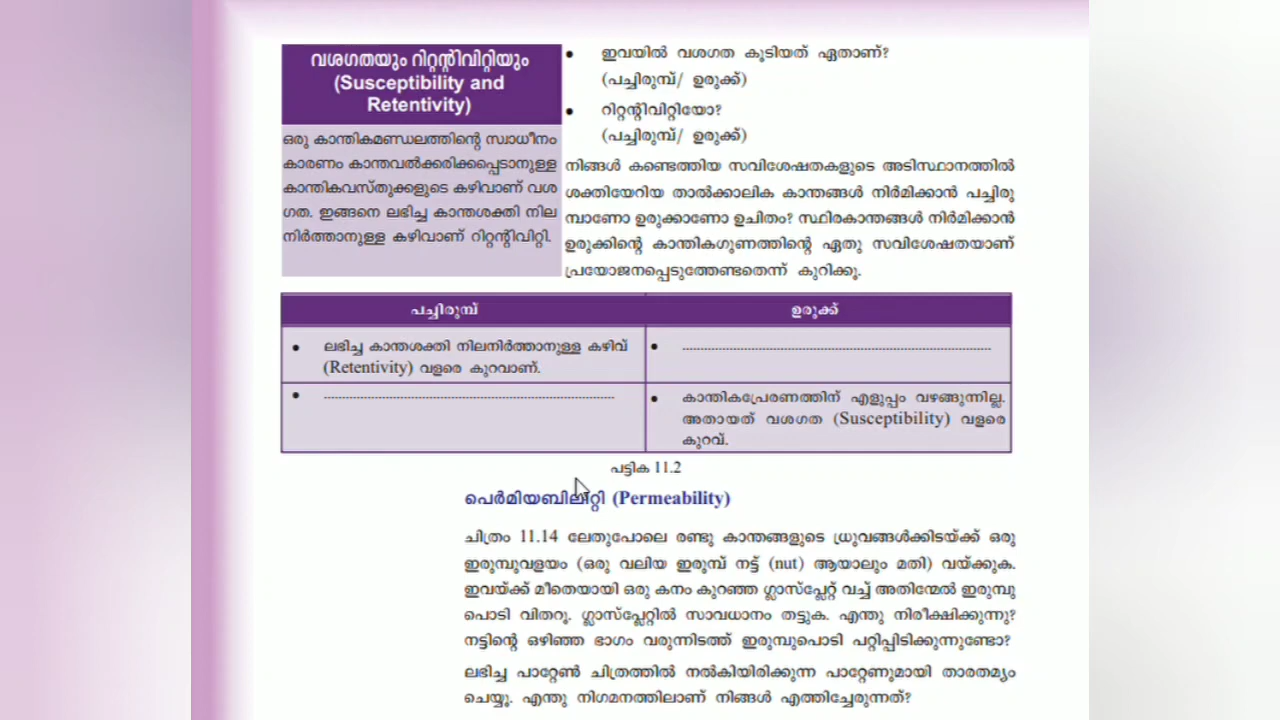 വശഗതയും റിറ്റന്റിവിറ്റിയും
(Susceptibility and
Retentivity)
ഒരു കാന്തികമണ്ഡലത്തിന്റെ സ്വാധീനം
കാരണം കാന്തവൽക്കരിക്കപ്പെടാനുള്ള
കാന്തികവസ്തുക്കളുടെ കഴിവാണ് വശ
ഗത. ഇങ്ങനെ ലഭിച്ച കാന്തശക്തി നില
നിർത്താനുള്ള കഴിവാണ് റിറ്റന്റിവിറ്റി.
• ഇവയിൽ വശഗത കൂടിയത് ഏതാണ്?
(പച്ചിരുമ്പ്/ ഉരുക്ക്)
• റിറ്റന്റിവിറ്റിയോ?
(പച്ചിരുമ്പ്/ ഉരുക്ക്)
നിങ്ങൾ കണ്ടെത്തിയ സവിശേഷതകളുടെ അടിസ്ഥാനത്തിൽ
ശക്തിയേറിയ താൽക്കാലിക കാന്തങ്ങൾ നിർമിക്കാൻ പച്ചിരു
മ്പാണോ ഉരുക്കാണോ ഉചിതം? സ്ഥിരകാന്തങ്ങൾ നിർമിക്കാൻ
ഉരുക്കിന്റെ കാന്തികഗുണത്തിന്റെ ഏതു സവിശേഷതയാണ്
പ്രയോജനപ്പെടുത്തേണ്ടതെന്ന് കുറിക്കൂ.
പച്ചിരുമ്പ്
ഉരുക്ക്
• ലഭിച്ച കാന്തശക്തി നിലനിർത്താനുള്ള കഴിവ്
(Retentivity) വളരെ കുറവാണ്.
• ..........................................................................................
• ..........................................................................................
• കാന്തികപ്രേരണത്തിന് എളുപ്പം വഴങ്ങുന്നില്ല.
അതായത് വശഗത (Susceptibility) വളരെ
കുറവ്.
പട്ടിക 11.2
പെർമിയബിലിറ്റി (Permeability)
ചിത്രം 11.14 ലേതുപോലെ രണ്ടു കാന്തങ്ങളുടെ ധ്രുവങ്ങൾക്കിടയ്ക്ക് ഒരു
ഇരുമ്പുവളയം (ഒരു വലിയ ഇരുമ്പ് നട്ട് (nut) ആയാലും മതി) വയ്ക്കുക.
ഇവയ്ക്ക് മീതെയായി ഒരു കനം കുറഞ്ഞ ഗ്ലാസ്പ്ലേറ്റ് വച്ച് അതിന്മേൽ ഇരുമ്പു
പൊടി വിതറൂ. ഗ്ലാസ്പ്ലേറ്റിൽ സാവധാനം തട്ടുക. എന്തു നിരീക്ഷിക്കുന്നു?
നട്ടിന്റെ ഒഴിഞ്ഞ ഭാഗം വരുന്നിടത്ത് ഇരുമ്പുപൊടി പറ്റിപ്പിടിക്കുന്നുണ്ടോ?
ലഭിച്ച പാറ്റേൺ ചിത്രത്തിൽ നൽകിയിരിക്കുന്ന പാറ്റേണുമായി താരതമ്യം
ചെയ്യൂ. എന്തു നിഗമനത്തിലാണ് നിങ്ങൾ എത്തിച്ചേരുന്നത്?